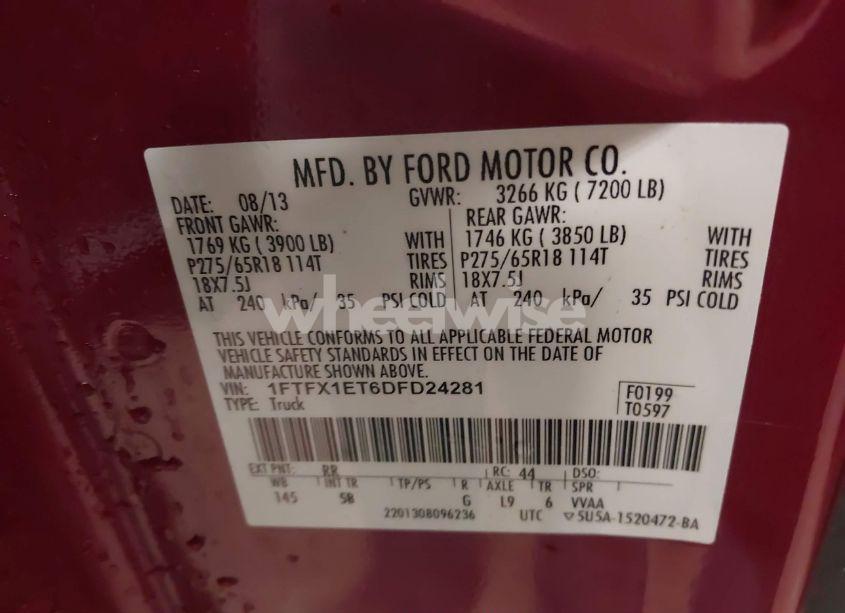 MFD. BY FORD MOTOR CO.
DATE: 08/13 GVWR: 3266 KG ( 7200 LB)
FRONT GAWR: REAR GAWR:
1769 KG ( 3900 LB) WITH 1746 KG ( 3850 LB) WITH
P275/65R18 114T TIRES P275/65R18 114T TIRES
18X7.5J RIMS 18X7.5J RIMS
AT 240 kPa/ 35 PSI COLD AT 240 kPa/ 35 PSI COLD
wheelwise
THIS VEHICLE CONFORMS TO ALL APPLICABLE FEDERAL MOTOR
VEHICLE SAFETY STANDARDS IN EFFECT ON THE DATE OF
MANUFACTURE SHOWN ABOVE.
VIN: 1FTFX1ET6DFD24281 F0199
TYPE: Truck T0597
EXT PNT: RR RC: 44 DSO:
WB INT TR TP/PS R AXLE TR SPR
145 5B G L9 6 VVAA
2201308096236 UTC ▽5U5A-1520472-BA